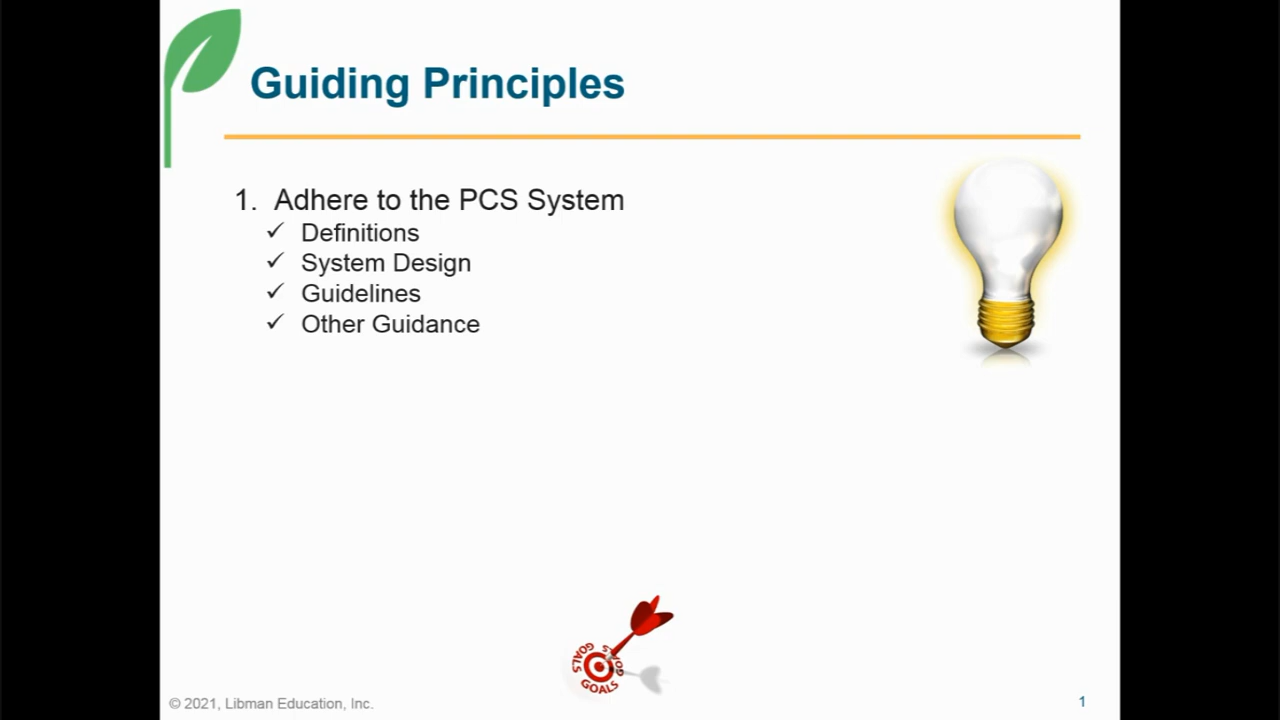 Guiding Principles
1. Adhere to the PCS System
✓ Definitions
✓ System Design
✓ Guidelines
✓ Other Guidance
GOALS
GOALS
GOALS
© 2021, Libman Education, Inc.
1